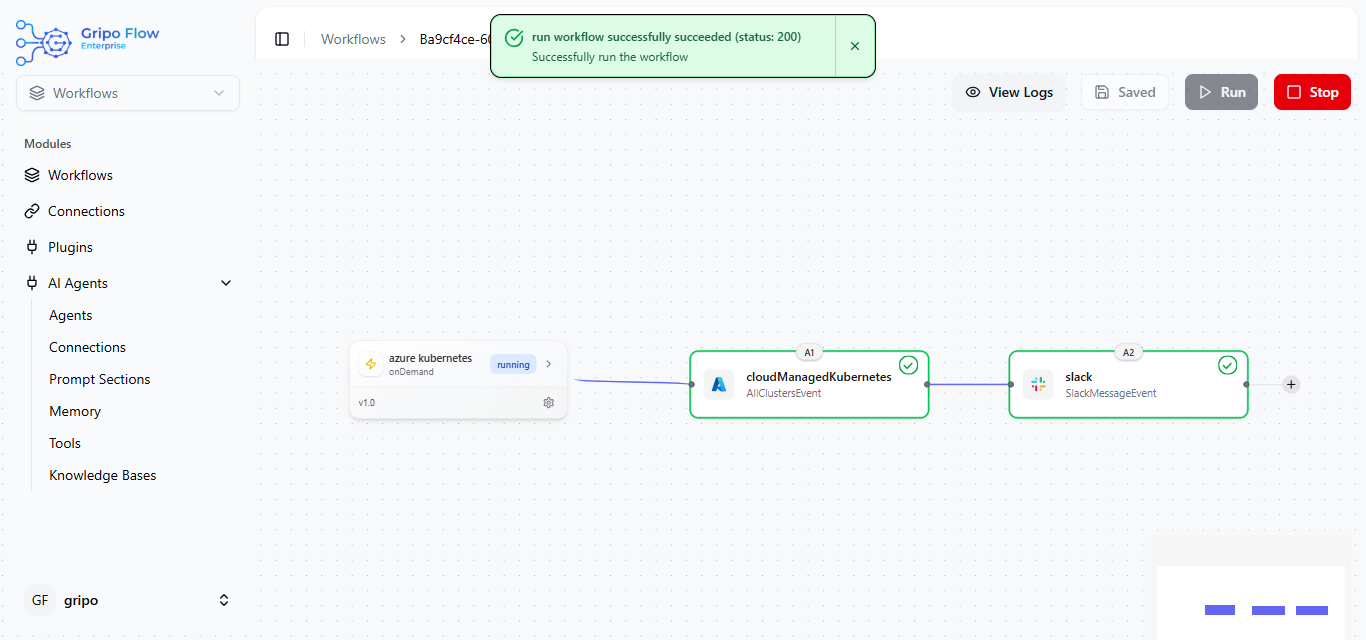 Gripo Flow
Enterprise
Workflows
Modules
Workflows
Connections
Plugins
AI Agents
Agents
Connections
Prompt Sections
Memory
Tools
Knowledge Bases
GF gripo
Workflows > Ba9cf4ce-60
run workflow successfully succeeded (status: 200)
Successfully run the workflow
View Logs
Saved
Run
Stop
azure kubernetes
onDemand
running
v1.0
A1
cloudManagedKubernetes
AllClustersEvent
A2
slack
SlackMessageEvent